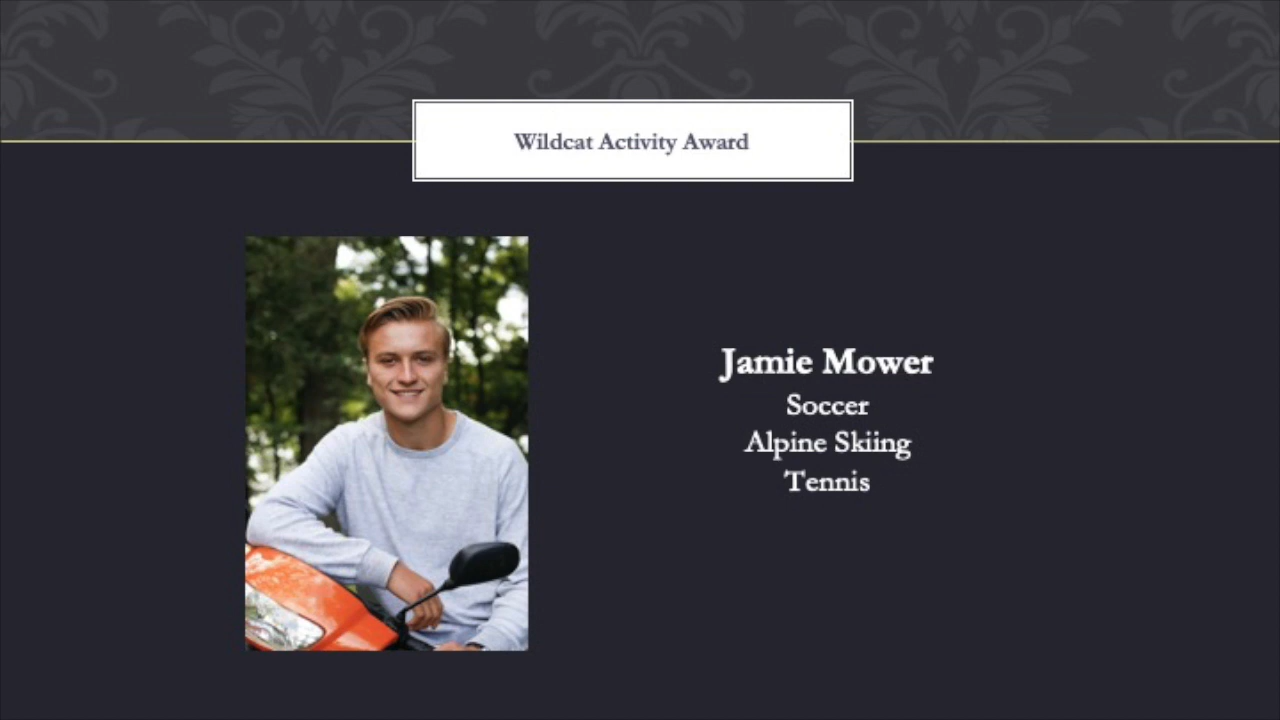 Wildcat Activity Award
Jamie Mower
Soccer
Alpine Skiing
Tennis